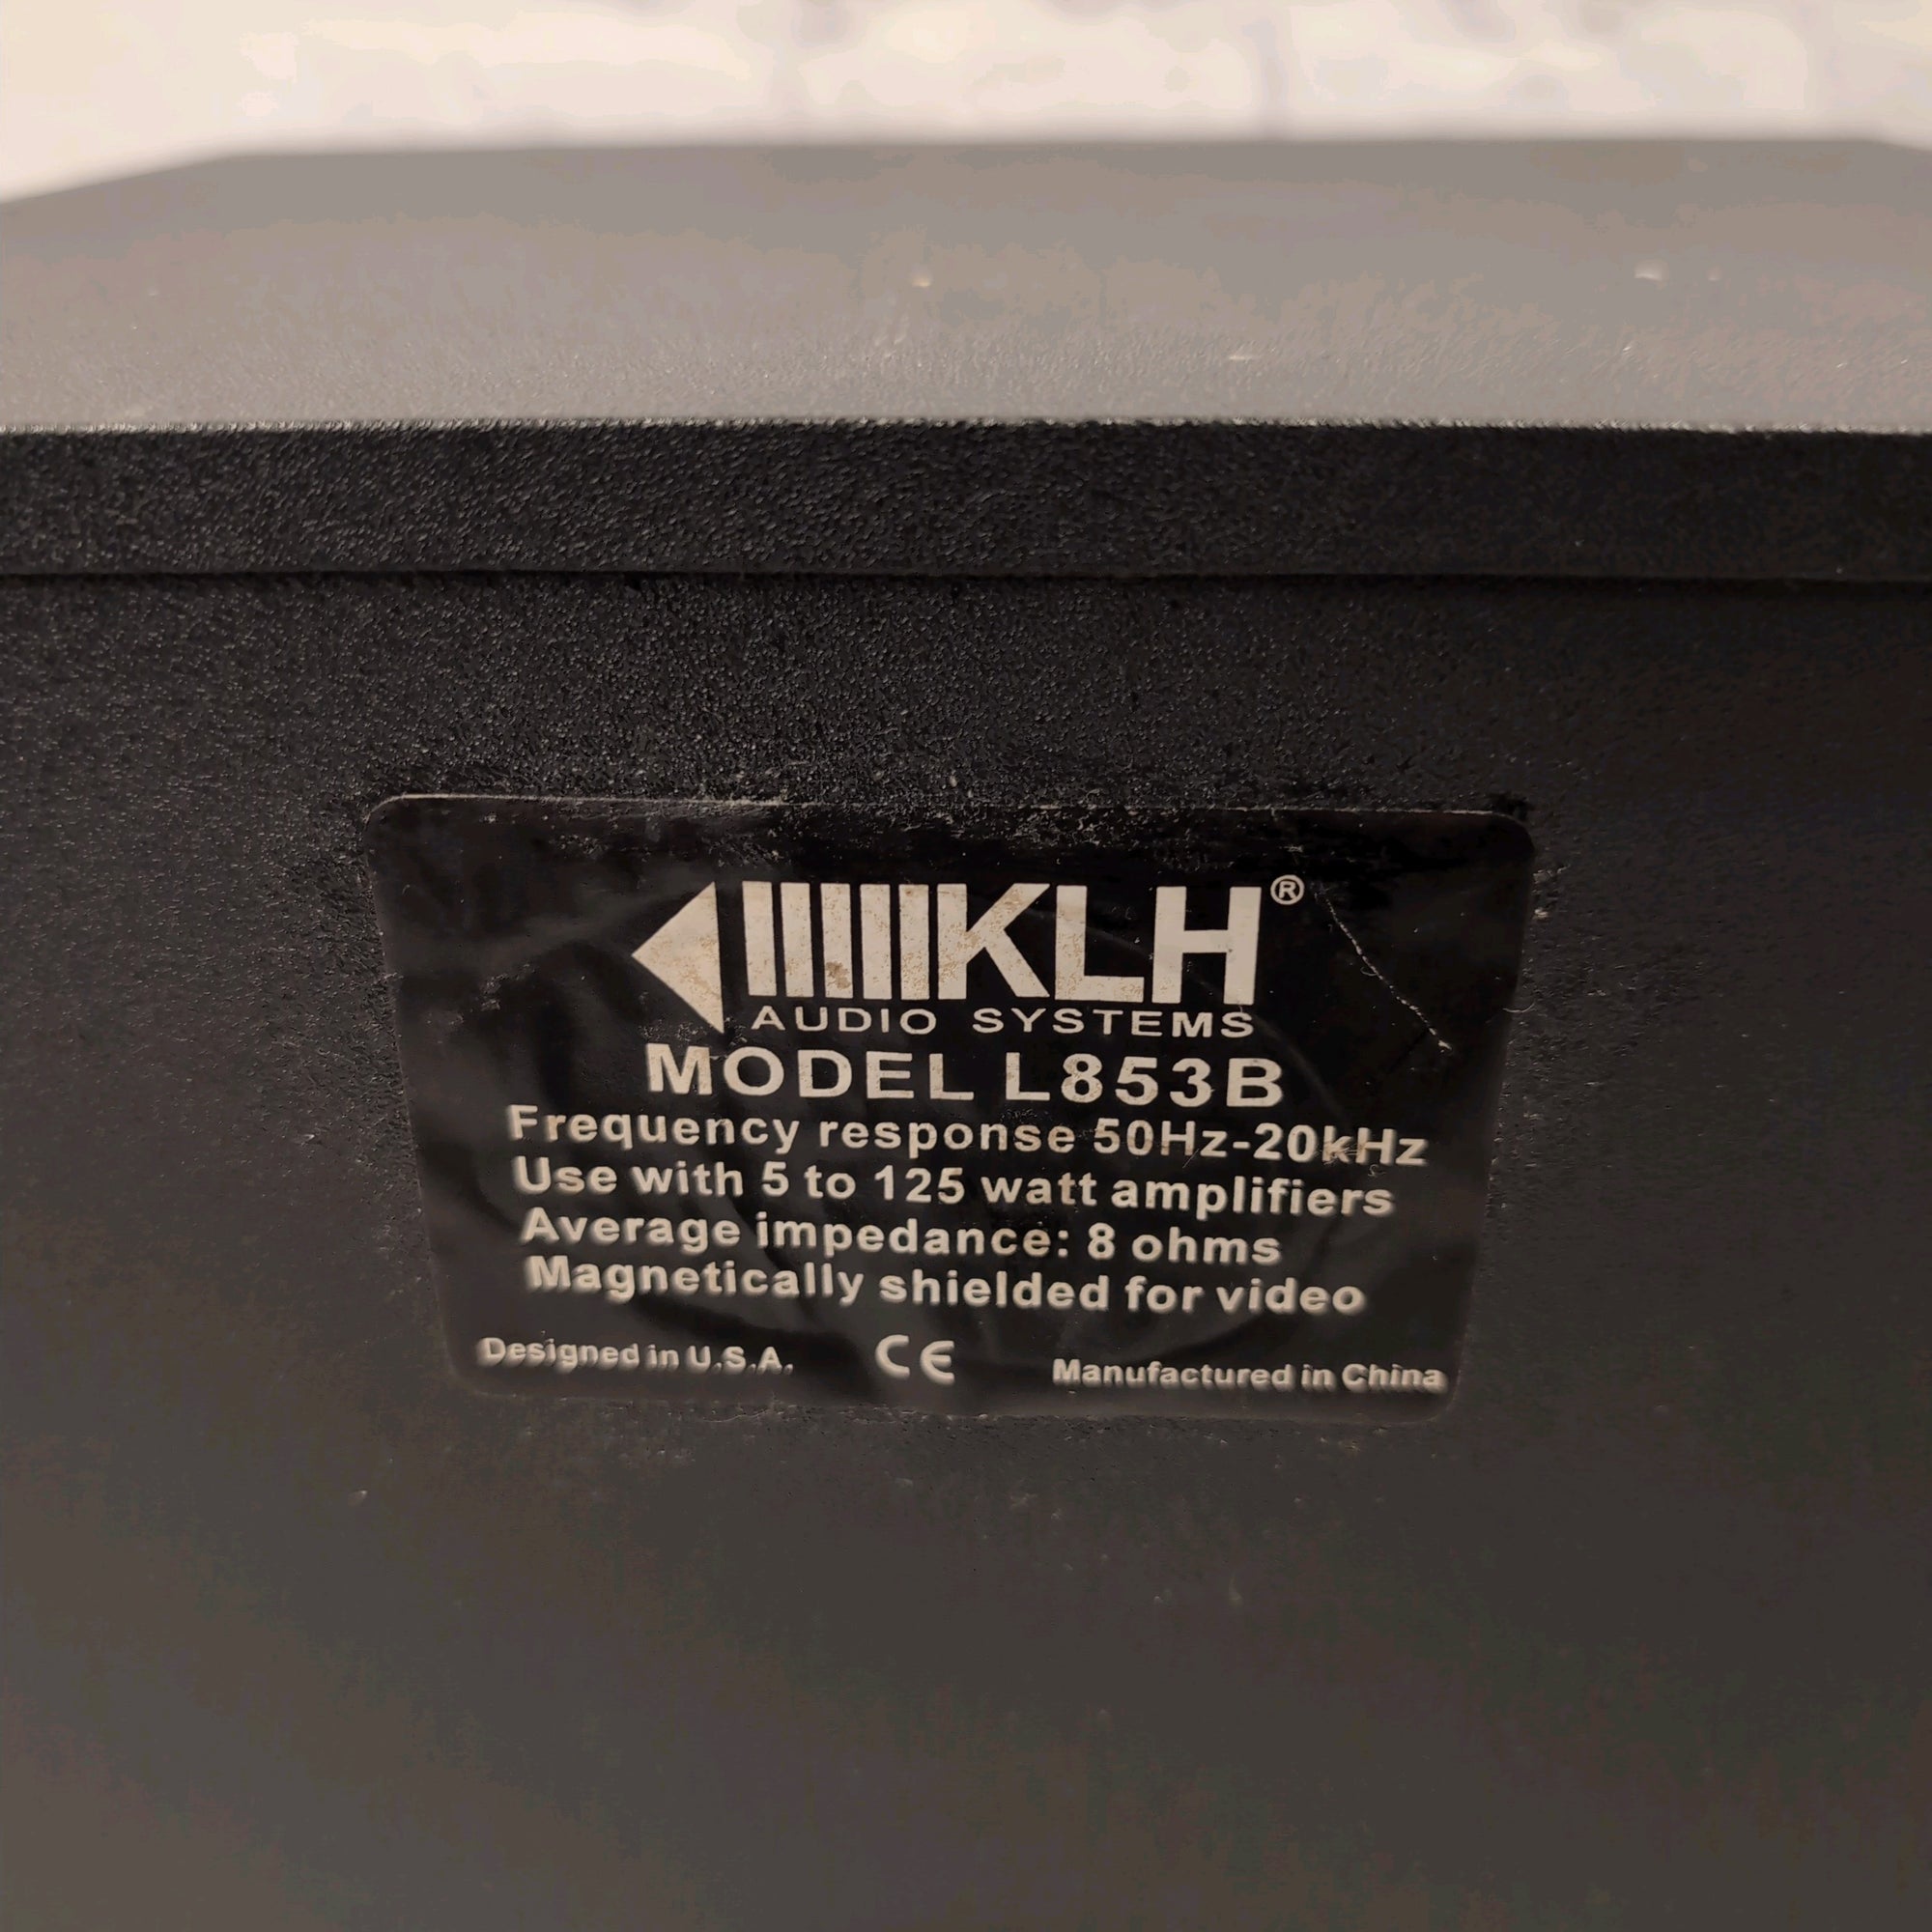 KLH®
AUDIO SYSTEMS
MODEL L853B
Frequency response 50Hz-20kHz
Use with 5 to 125 watt amplifiers
Average impedance: 8 ohms
Magnetically shielded for video
Designed in U.S.A. CE Manufactured in China